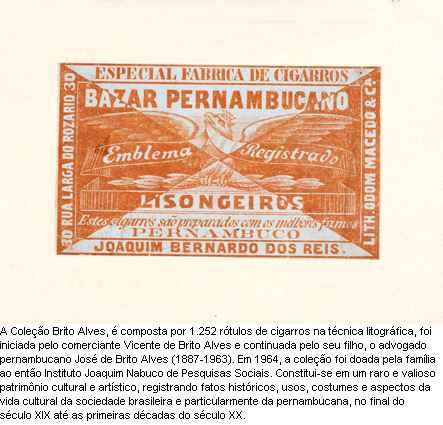 ESPECIAL FABRICA DE CIGARROS
BAZAR PERNAMBUCANO
30 RUA LARGA DO ROZARIO 30
LITH. ODOM MACEDO & Ca.
Emblema Registrado
LISONGEIROS
Estes cigarros são preparados com os melhores fumos
PERNAMBUCO
JOAQUIM BERNARDO DOS REIS.
A Coleção Brito Alves, é composta por 1.252 rótulos de cigarros na técnica litográfica, foi
iniciada pelo comerciante Vicente de Brito Alves e continuada pelo seu filho, o advogado
pernambucano José de Brito Alves (1887-1963). Em 1964, a coleção foi doada pela família
ao então Instituto Joaquim Nabuco de Pesquisas Sociais. Constitui-se em um raro e valioso
patrimônio cultural e artístico, registrando fatos históricos, usos, costumes e aspectos da
vida cultural da sociedade brasileira e particularmente da pernambucana, no final do
século XIX até as primeiras décadas do século XX.